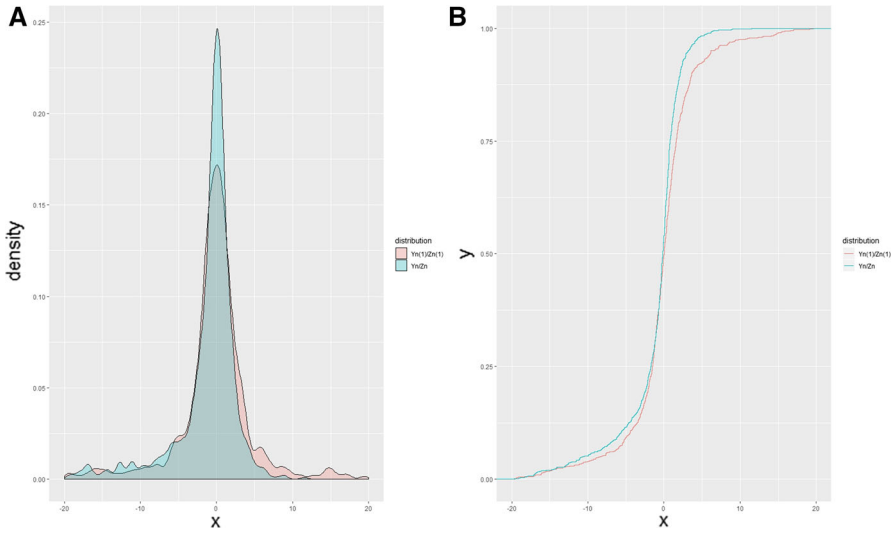 A
0.25
0.20
0.15
0.10
0.05
0.00
density
-20
-10
0
10
20
X
distribution
Yn(1)/Zn(1)
Yn/Zn
B
1.00
0.75
0.50
0.25
0.00
y
-20
-10
0
10
20
X
distribution
Yn(1)/Zn(1)
Yn/Zn